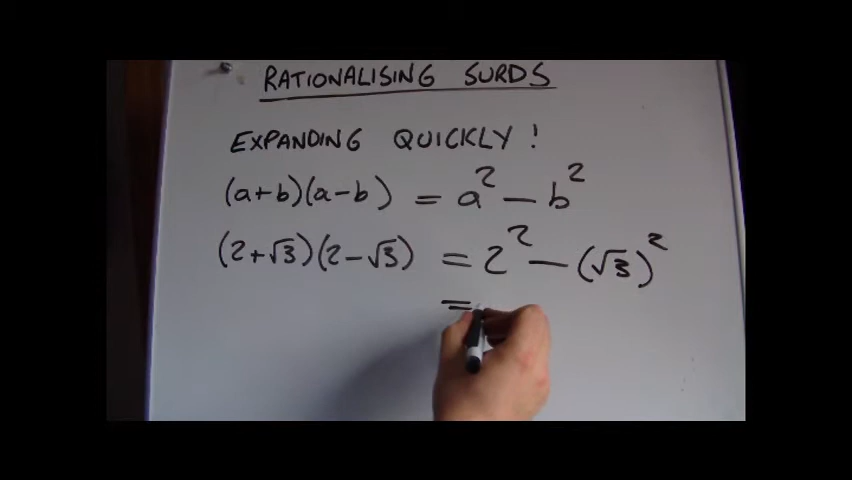 RATIONALISING SURDS
EXPANDING QUICKLY!
(a+b)(a-b) = a² - b²
(2+√3)(2-√3) = 2² - (√3)²
=